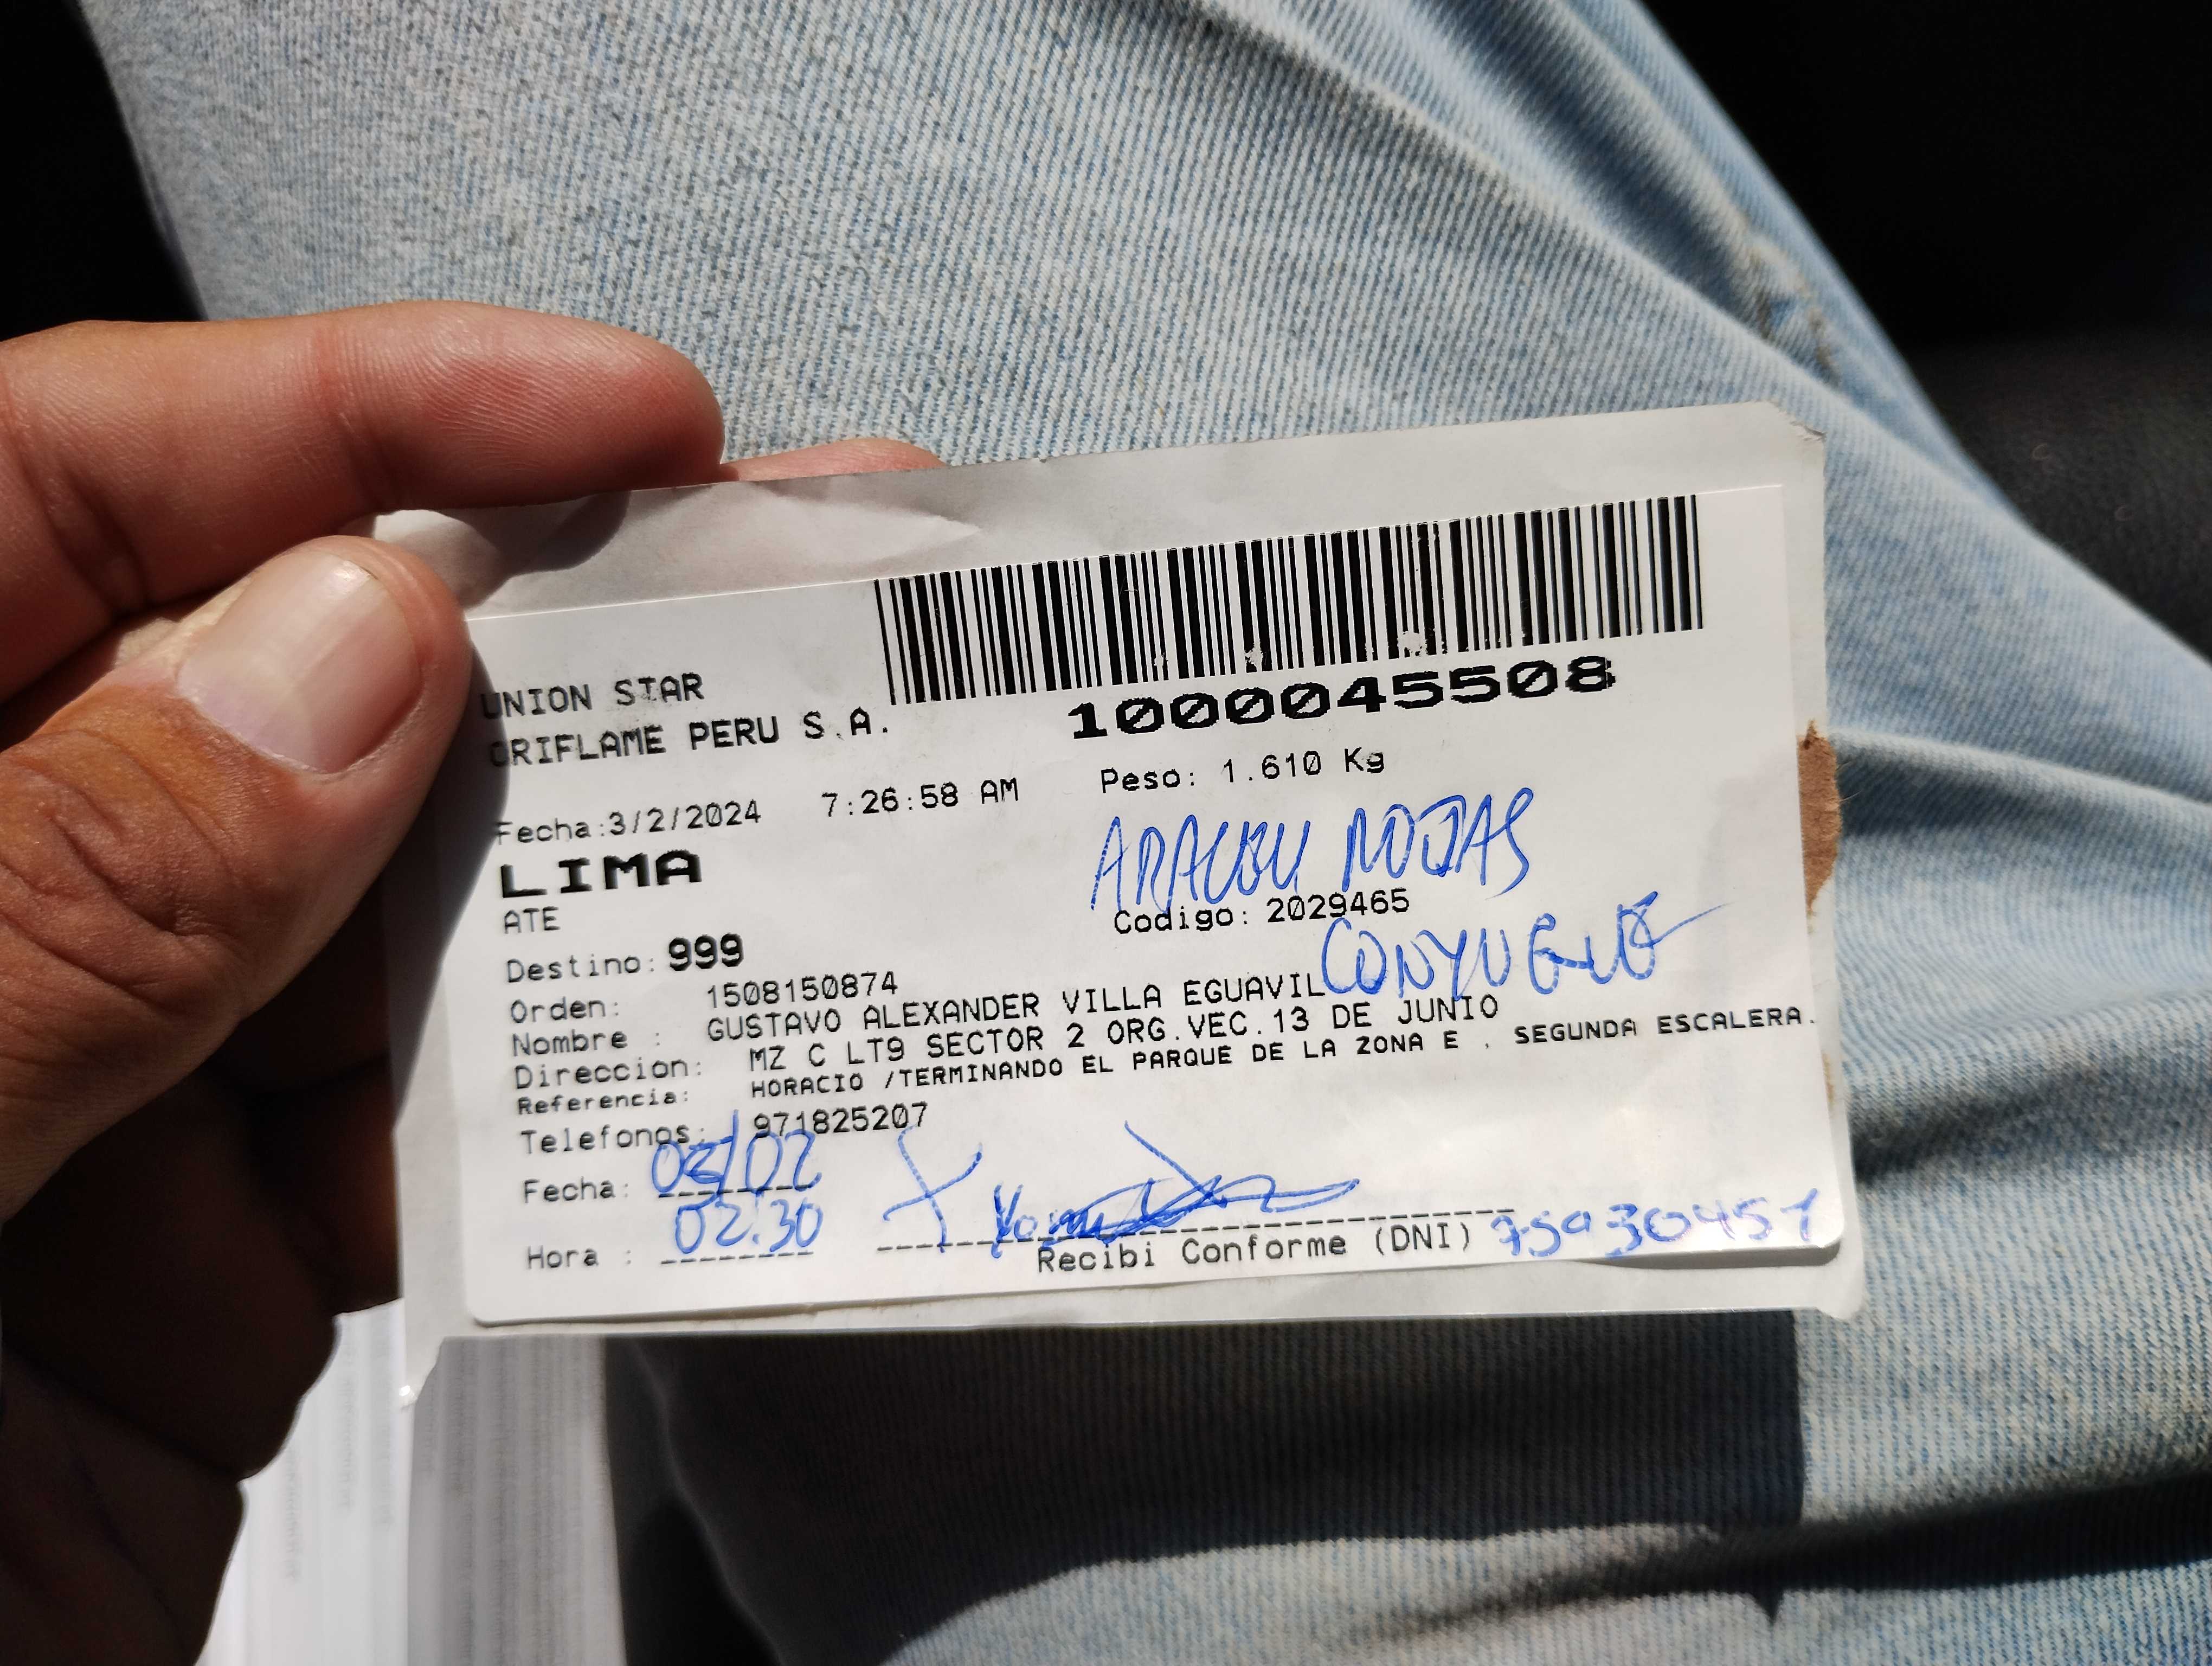 UNION STAR
ORIFLAME PERU S.A.
1000045508
Fecha:3/2/2024 7:26:58 AM Peso: 1.610 Kg
LIMA
ARACELI ROJAS
ATE
Codigo: 2029465
Destino: 999
CONYUGUE
Orden: 1508150874
Nombre : GUSTAVO ALEXANDER VILLA EGUAVIL
Direccion: MZ C LT9 SECTOR 2 ORG.VEC.13 DE JUNIO
Referencia: HORACIO /TERMINANDO EL PARQUE DE LA ZONA E . SEGUNDA ESCALERA.
Telefonos: 971825207
Fecha: 03/02
Hora : 02:30
Recibi Conforme (DNI) 75930451